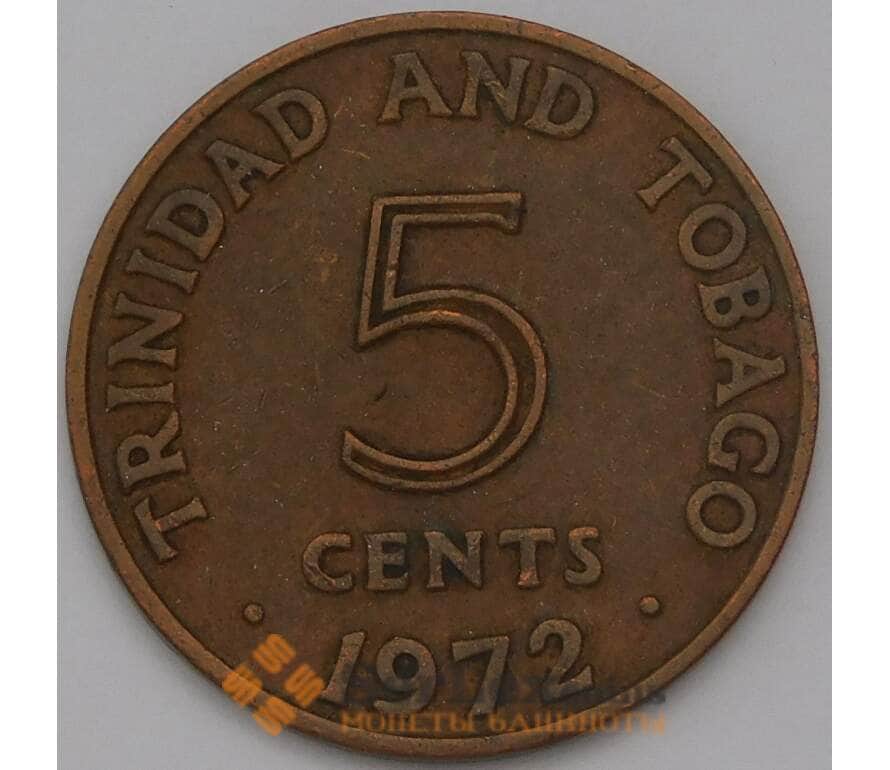 TRINIDAD AND TOBAGO
5
CENTS
· 1972 ·
МОНЕТЫ БАНКНОТЫ